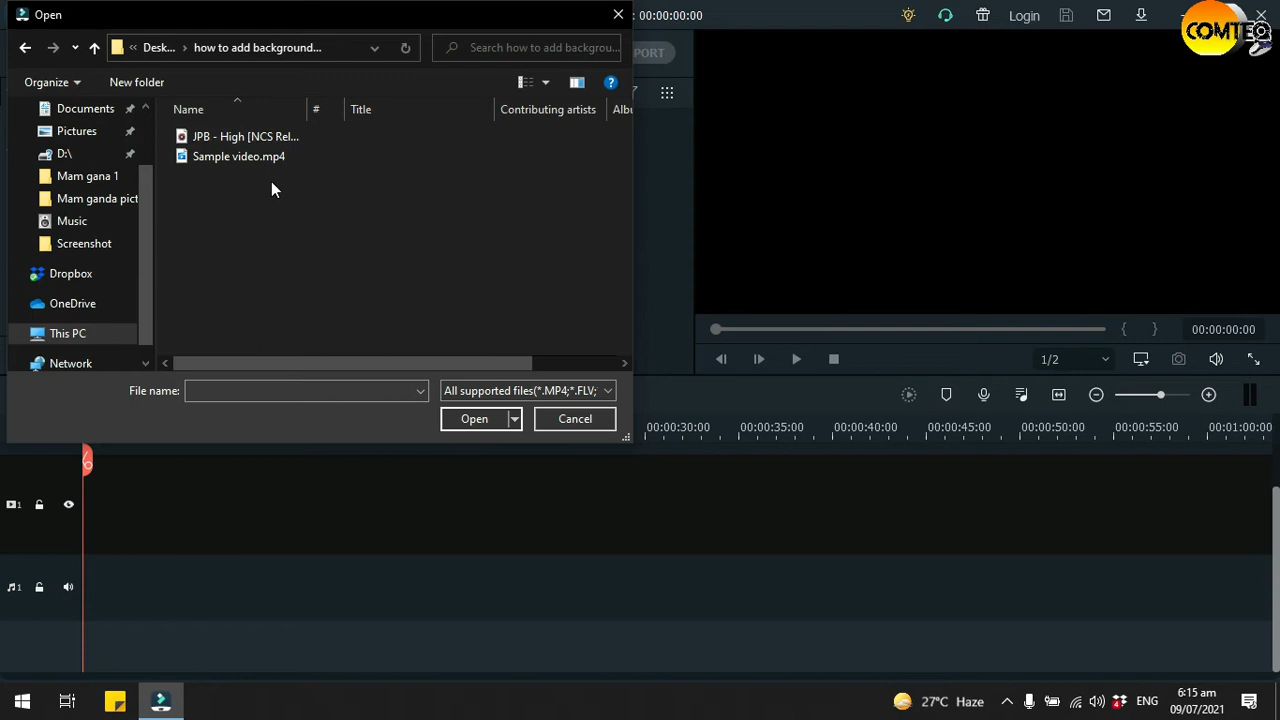 Open
00:00:00:00
Login
COMTEQ
Desk...
how to add background...
Search how to add backgrou...
PORT
Organize
New folder
Name
#
Title
Contributing artists
Albu
Documents
Pictures
D:\
Mam gana 1
Mam ganda pict
Music
Screenshot
Dropbox
OneDrive
This PC
Network
JPB - High [NCS Rel...
Sample video.mp4
File name:
All supported files(*.MP4;*.FLV;
Open
Cancel
{ }
00:00:00:00
1/2
00:00:30:00
00:00:35:00
00:00:40:00
00:00:45:00
00:00:50:00
00:00:55:00
00:01:00:00
1
1
27°C Haze
4
ENG
6:15 am
09/07/2021